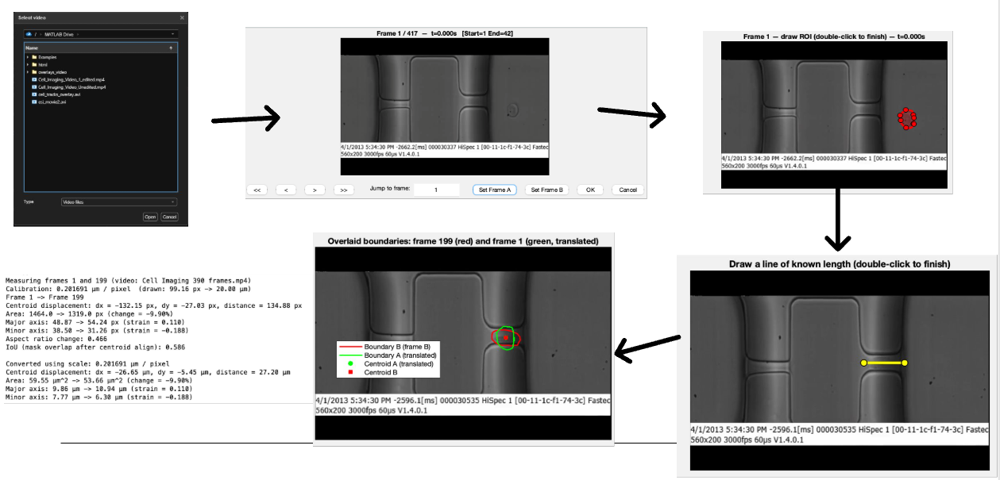 Select video
/ › MATLAB Drive ›
Name
Examples
html
overlays_video
Cell_Imaging_Video_1_edited.mp4
Cell_Imaging_Video_Unedited.mp4
cell_tracks_overlay.avi
esi_movie2.avi
Type
Video files
Open
Cancel
Frame 1 / 417 — t=0.000s [Start=1 End=42]
4/1/2013 5:34:30 PM -2662.2[ms] 000030337 HiSpec 1 [00-11-1c-f1-74-3c] Fastec
560x200 3000fps 60µs V1.4.0.1
<<
<
>
>>
Jump to frame:
1
Set Frame A
Set Frame B
OK
Cancel
Frame 1 — draw ROI (double-click to finish) — t=0.000s
4/1/2013 5:34:30 PM -2662.2[ms] 000030337 HiSpec 1 [00-11-1c-f1-74-3c] Fastec
560x200 3000fps 60µs V1.4.0.1
Draw a line of known length (double-click to finish)
4/1/2013 5:34:30 PM -2596.1[ms] 000030535 HiSpec 1 [00-11-1c-f1-74-3c] Fastec
560x200 3000fps 60µs V1.4.0.1
Overlaid boundaries: frame 199 (red) and frame 1 (green, translated)
Boundary B (frame B)
Boundary A (translated)
Centroid A (translated)
Centroid B
4/1/2013 5:34:30 PM -2596.1[ms] 000030535 HiSpec 1 [00-11-1c-f1-74-3c] Fastec
560x200 3000fps 60µs V1.4.0.1
Measuring frames 1 and 199 (video: Cell Imaging 390 frames.mp4)
Calibration: 0.201691 µm / pixel (drawn: 99.16 px -> 20.00 µm)
Frame 1 -> Frame 199
Centroid displacement: dx = -132.15 px, dy = -27.03 px, distance = 134.88 px
Area: 1464.0 -> 1319.0 px (change = -9.90%)
Major axis: 48.87 -> 54.24 px (strain = 0.110)
Minor axis: 38.50 -> 31.26 px (strain = -0.188)
Aspect ratio change: 0.466
IoU (mask overlap after centroid align): 0.586
Converted using scale: 0.201691 µm / pixel
Centroid displacement: dx = -26.65 µm, dy = -5.45 µm, distance = 27.20 µm
Area: 59.55 µm^2 -> 53.66 µm^2 (change = -9.90%)
Major axis: 9.86 µm -> 10.94 µm (strain = 0.110)
Minor axis: 7.77 µm -> 6.30 µm (strain = -0.188)